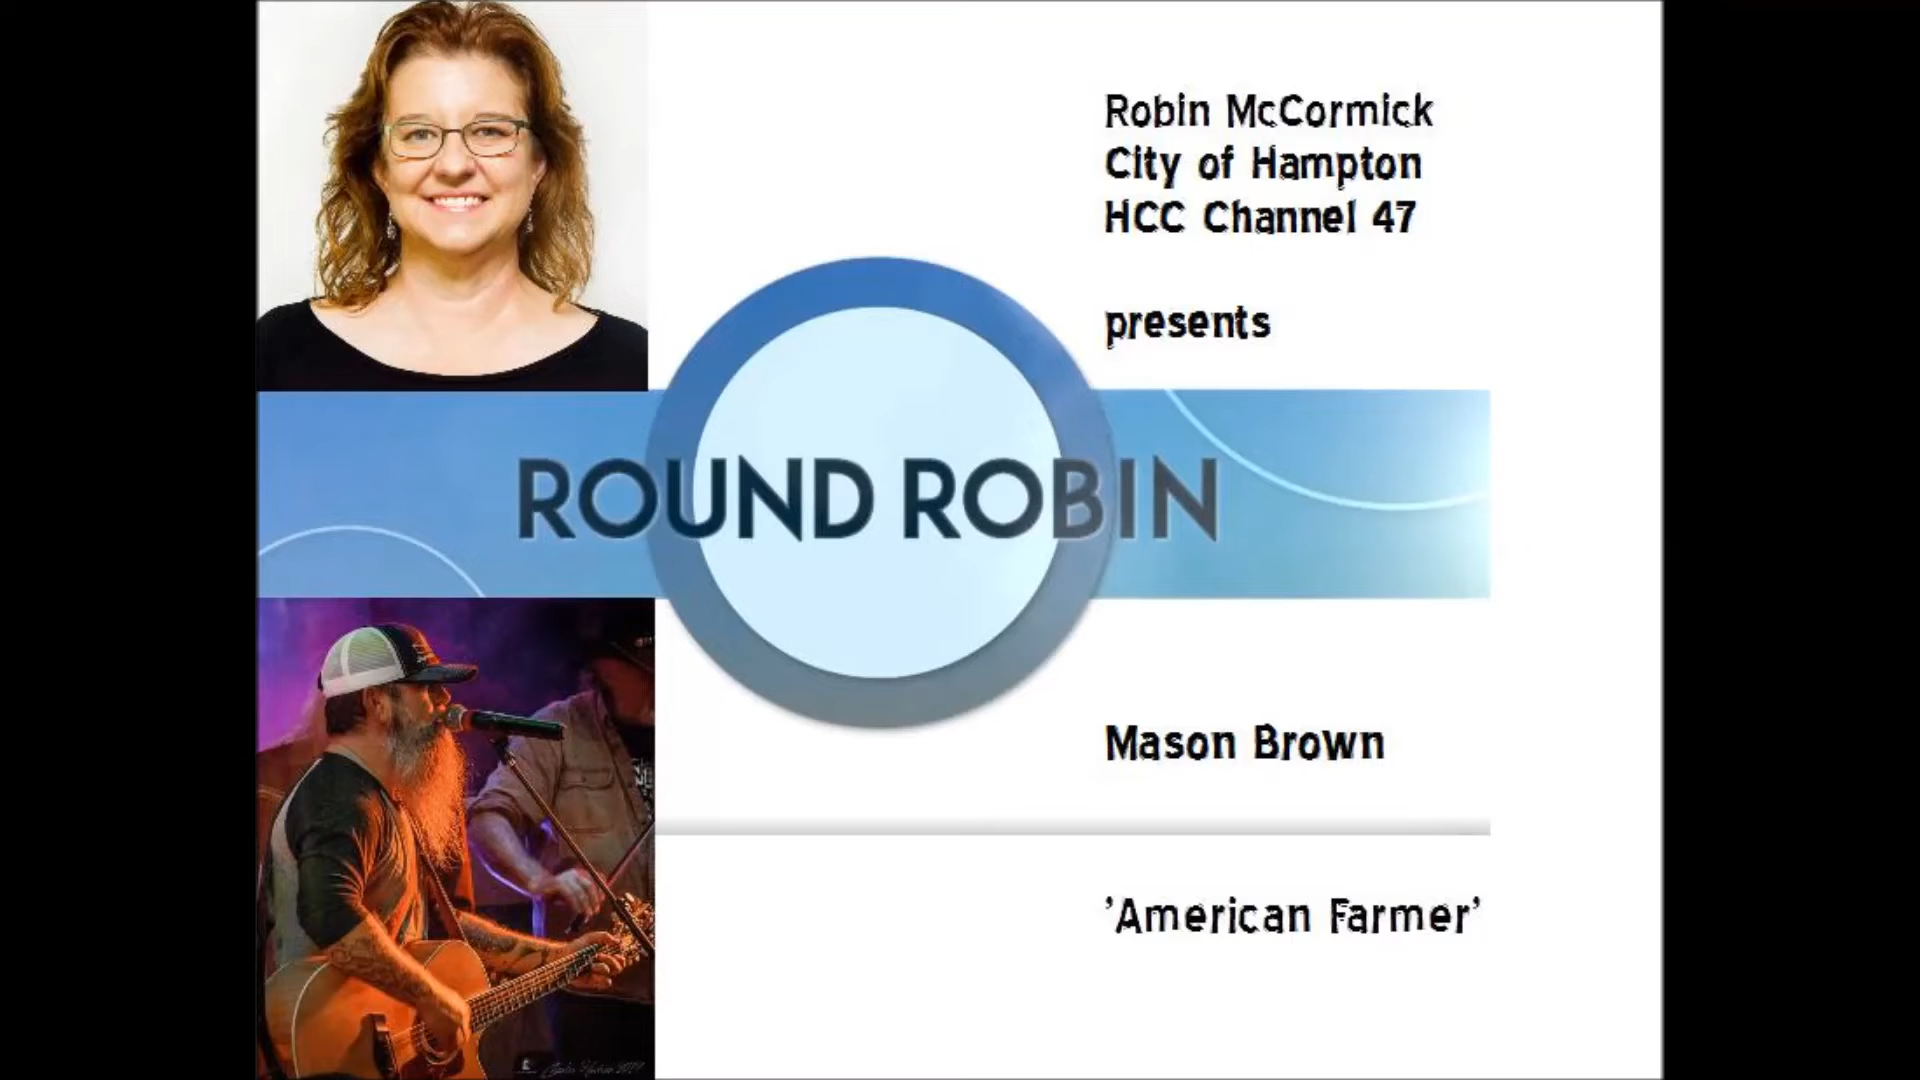 Robin McCormick
City of Hampton
HCC Channel 47
presents
ROUND ROBIN
Mason Brown
'American Farmer'